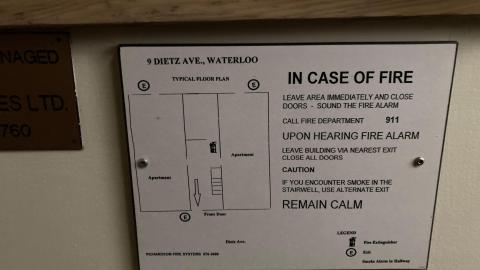 NAGED
ES LTD.
760
9 DIETZ AVE., WATERLOO
TYPICAL FLOOR PLAN
E
E
Apartment
Apartment
E
Front Door
Dietz Ave.
RICHARDSON FIRE SYSTEMS
IN CASE OF FIRE
LEAVE AREA IMMEDIATELY AND CLOSE
DOORS - SOUND THE FIRE ALARM
CALL FIRE DEPARTMENT 911
UPON HEARING FIRE ALARM
LEAVE BUILDING VIA NEAREST EXIT
CLOSE ALL DOORS
CAUTION
IF YOU ENCOUNTER SMOKE IN THE
STAIRWELL, USE ALTERNATE EXIT
REMAIN CALM
LEGEND
Fire Extinguisher
E Exit
Smoke Alarm in Hallway